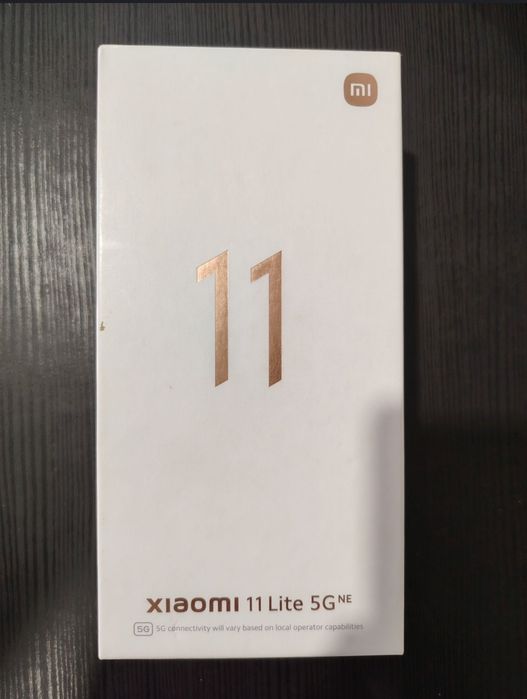 mi
11
xiaomi 11 Lite 5G NE
5G 5G connectivity will vary based on local operator capabilities